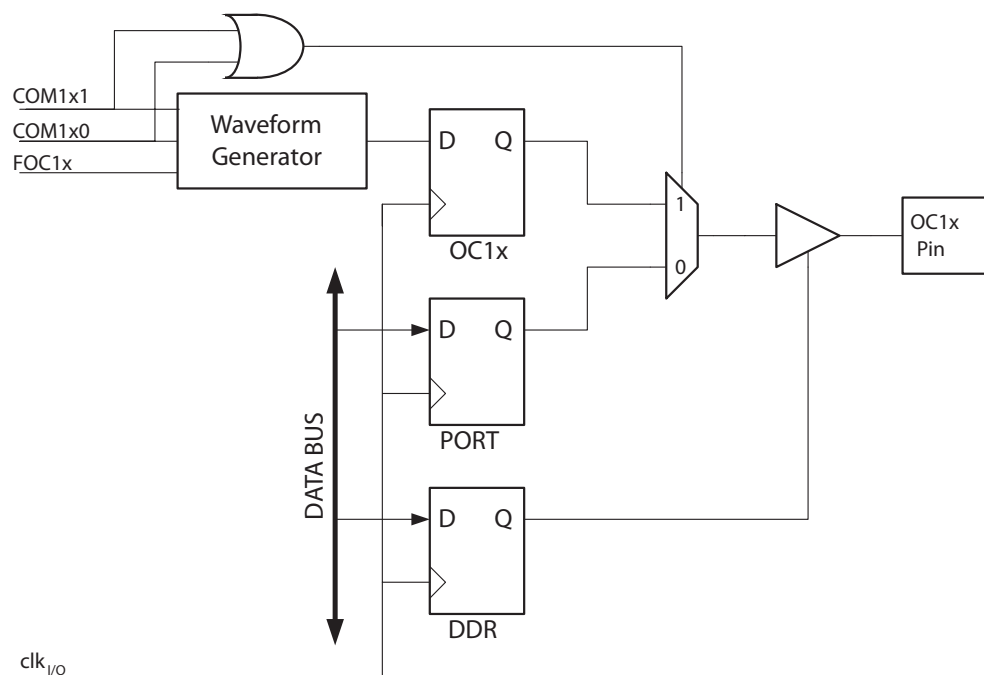 COM1x1
COM1x0
FOC1x
Waveform
Generator
D Q
OC1x
1
0
OC1x
Pin
D Q
PORT
DATA BUS
D Q
DDR
clkI/O